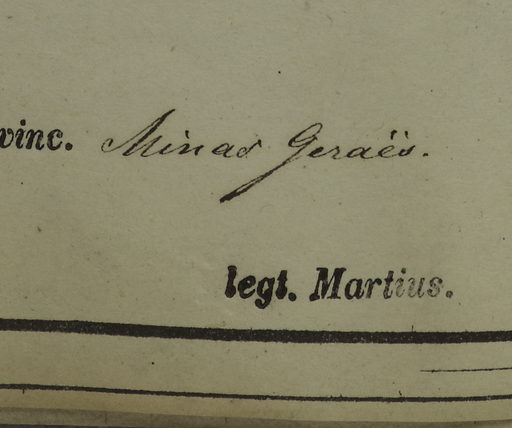 vinc. Minas Geraës.
legt. Martius.